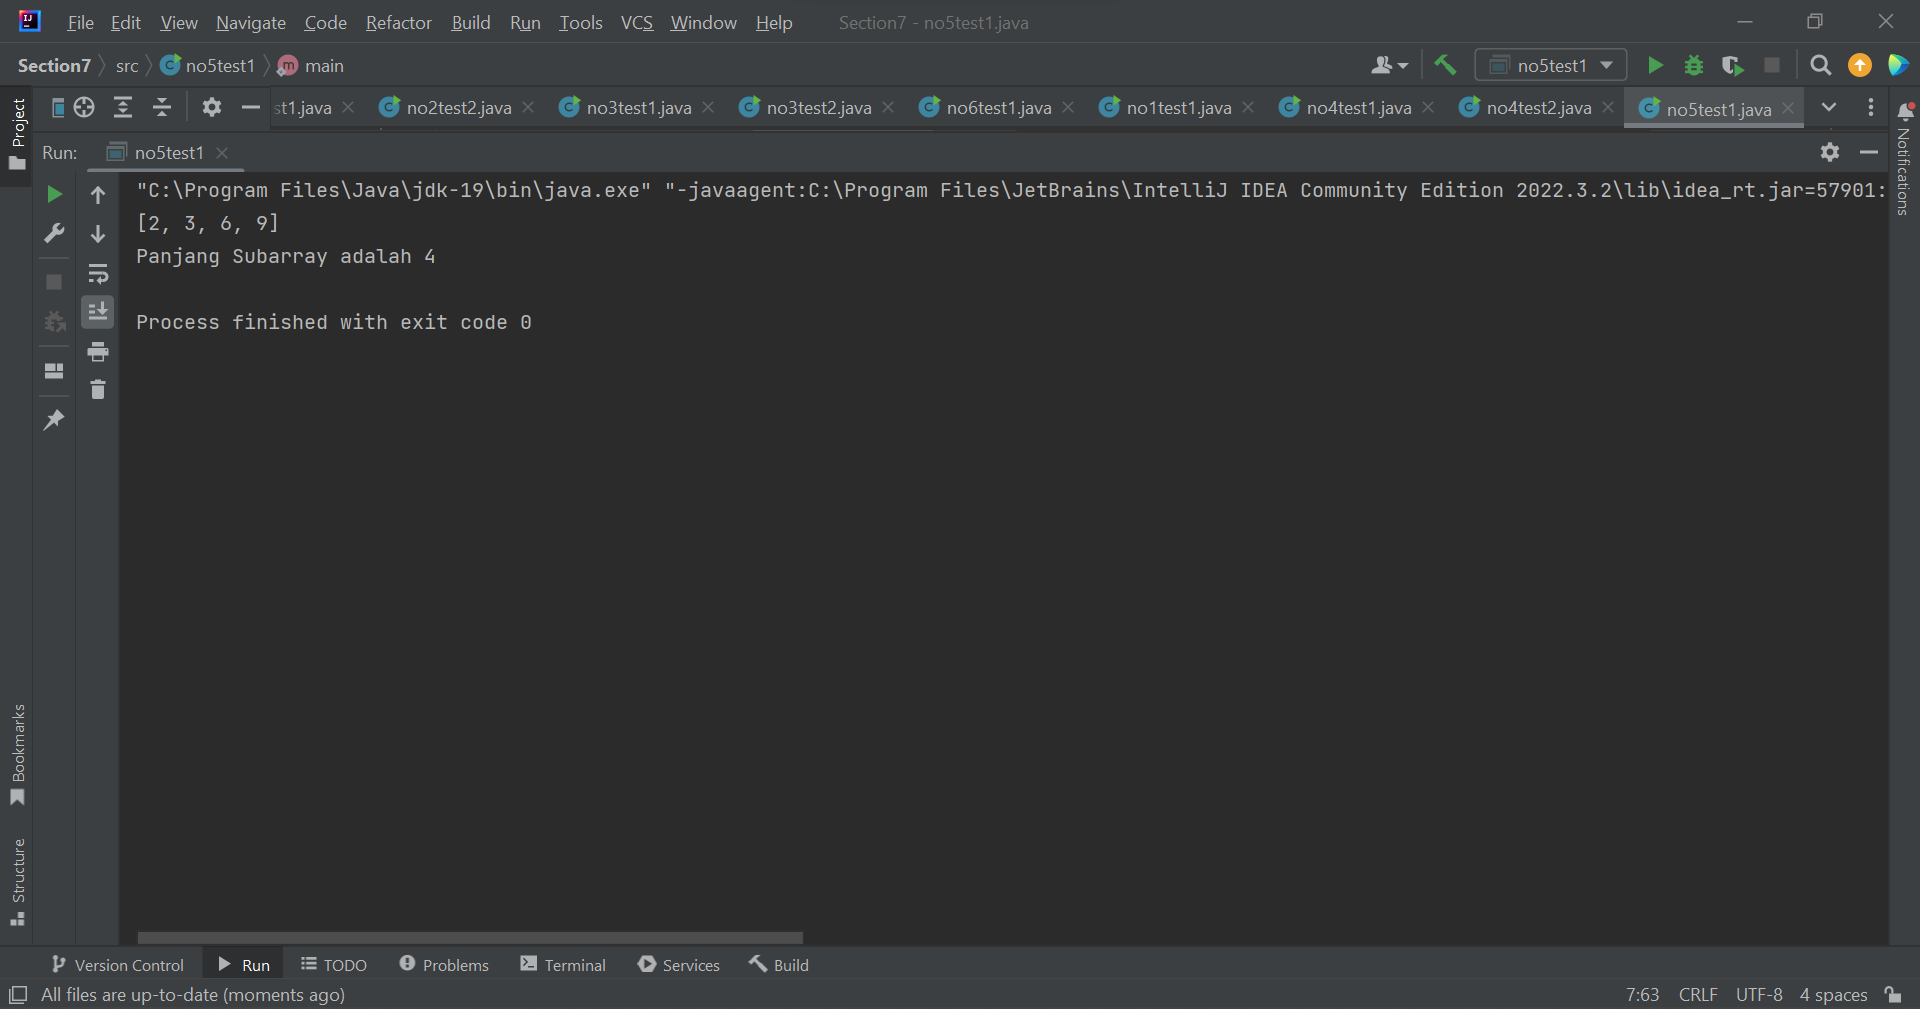 File Edit View Navigate Code Refactor Build Run Tools VCS Window Help Section7 - no5test1.java
Section7 src no5test1 main no5test1
Project st1.java no2test2.java no3test1.java no3test2.java no6test1.java no1test1.java no4test1.java no4test2.java no5test1.java
Run: no5test1
Notifications
"C:\Program Files\Java\jdk-19\bin\java.exe" "-javaagent:C:\Program Files\JetBrains\IntelliJ IDEA Community Edition 2022.3.2\lib\idea_rt.jar=57901:
[2, 3, 6, 9]
Panjang Subarray adalah 4
Process finished with exit code 0
Bookmarks
Structure
Version Control Run TODO Problems Terminal Services Build
All files are up-to-date (moments ago) 7:63 CRLF UTF-8 4 spaces